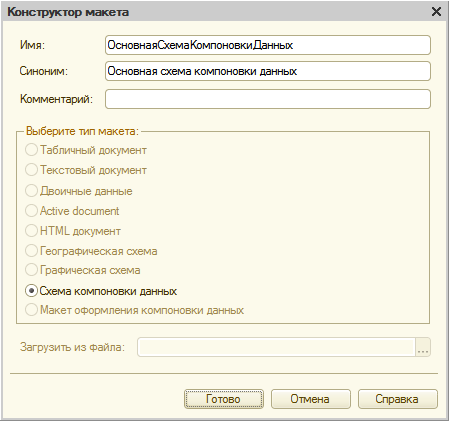 Конструктор макета
Имя: ОсновнаяСхемаКомпоновкиДанных
Синоним: Основная схема компоновки данных
Комментарий:
Выберите тип макета:
Табличный документ
Текстовый документ
Двоичные данные
Active document
HTML документ
Географическая схема
Графическая схема
Схема компоновки данных
Макет оформления компоновки данных
Загрузить из файла: ...
Готово Отмена Справка